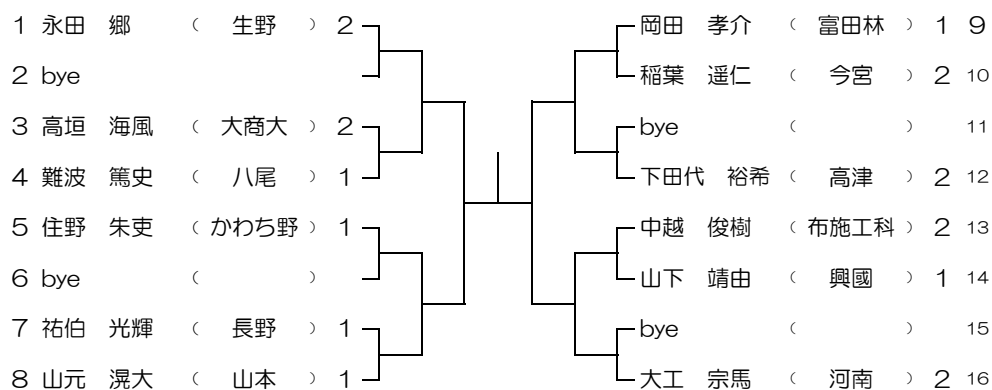 1 永田 郷 ( 生野 ) 2
2 bye
3 高垣 海風 ( 大商大 ) 2
4 難波 篤史 ( 八尾 ) 1
5 住野 朱吏 ( かわち野 ) 1
6 bye ( )
7 祐伯 光輝 ( 長野 ) 1
8 山元 滉大 ( 山本 ) 1
岡田 孝介 ( 富田林 ) 1 9
稲葉 遥仁 ( 今宮 ) 2 10
bye ( ) 11
下田代 裕希 ( 高津 ) 2 12
中越 俊樹 ( 布施工科 ) 2 13
山下 靖由 ( 興國 ) 1 14
bye ( ) 15
大工 宗馬 ( 河南 ) 2 16